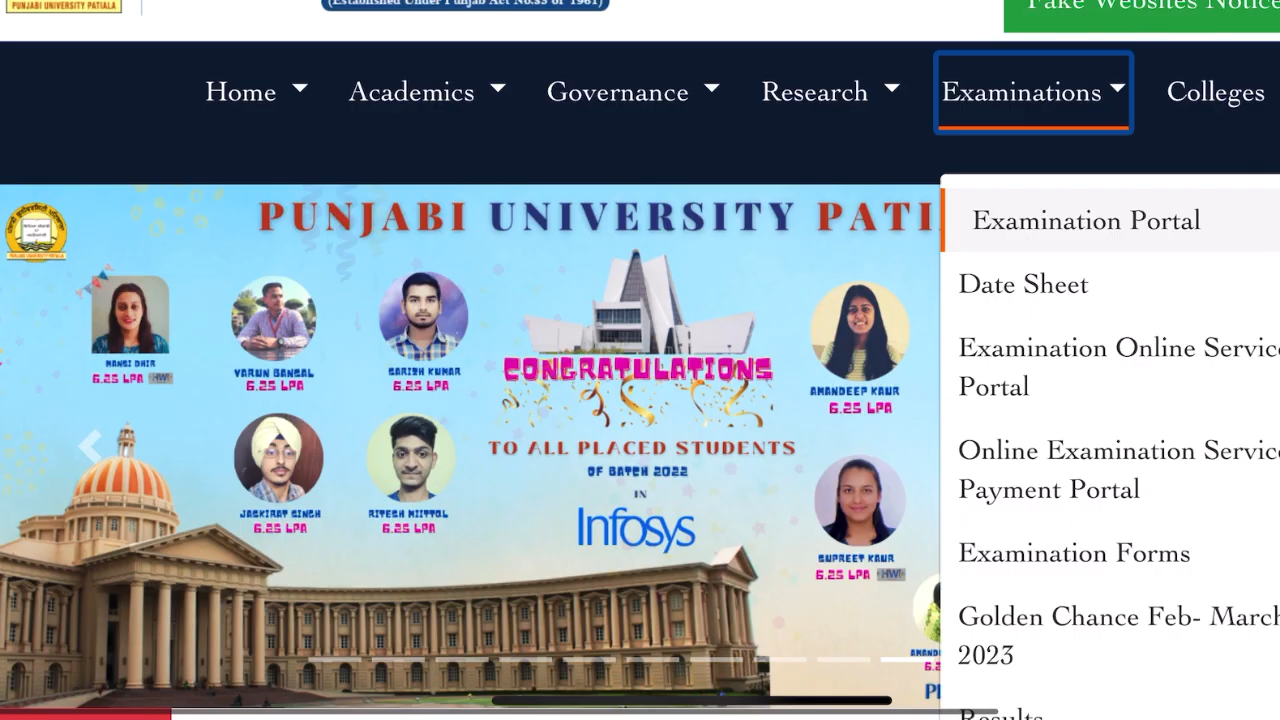 PUNJABI UNIVERSITY PATIALA
(Established Under Punjab Act No.35 of 1961)
Fake Websites Notice
Home
Academics
Governance
Research
Examinations
Colleges
PUNJABI UNIVERSITY PATI
Examination Portal
Date Sheet
Examination Online Servic
Portal
Online Examination Servic
Payment Portal
Examination Forms
Golden Chance Feb- March
2023
Results
MANSI DHIR
6.25 LPA
VARUN BANSAL
6.25 LPA
GARISH KUMAR
6.25 LPA
CONGRATULATIONS
AMANDEEP KAUR
6.25 LPA
TO ALL PLACED STUDENTS
OF BATCH 2022
IN
Infosys
JASKIRAT SINGH
6.25 LPA
RITESH MITTOL
6.25 LPA
SUPREET KAUR
6.25 LPA